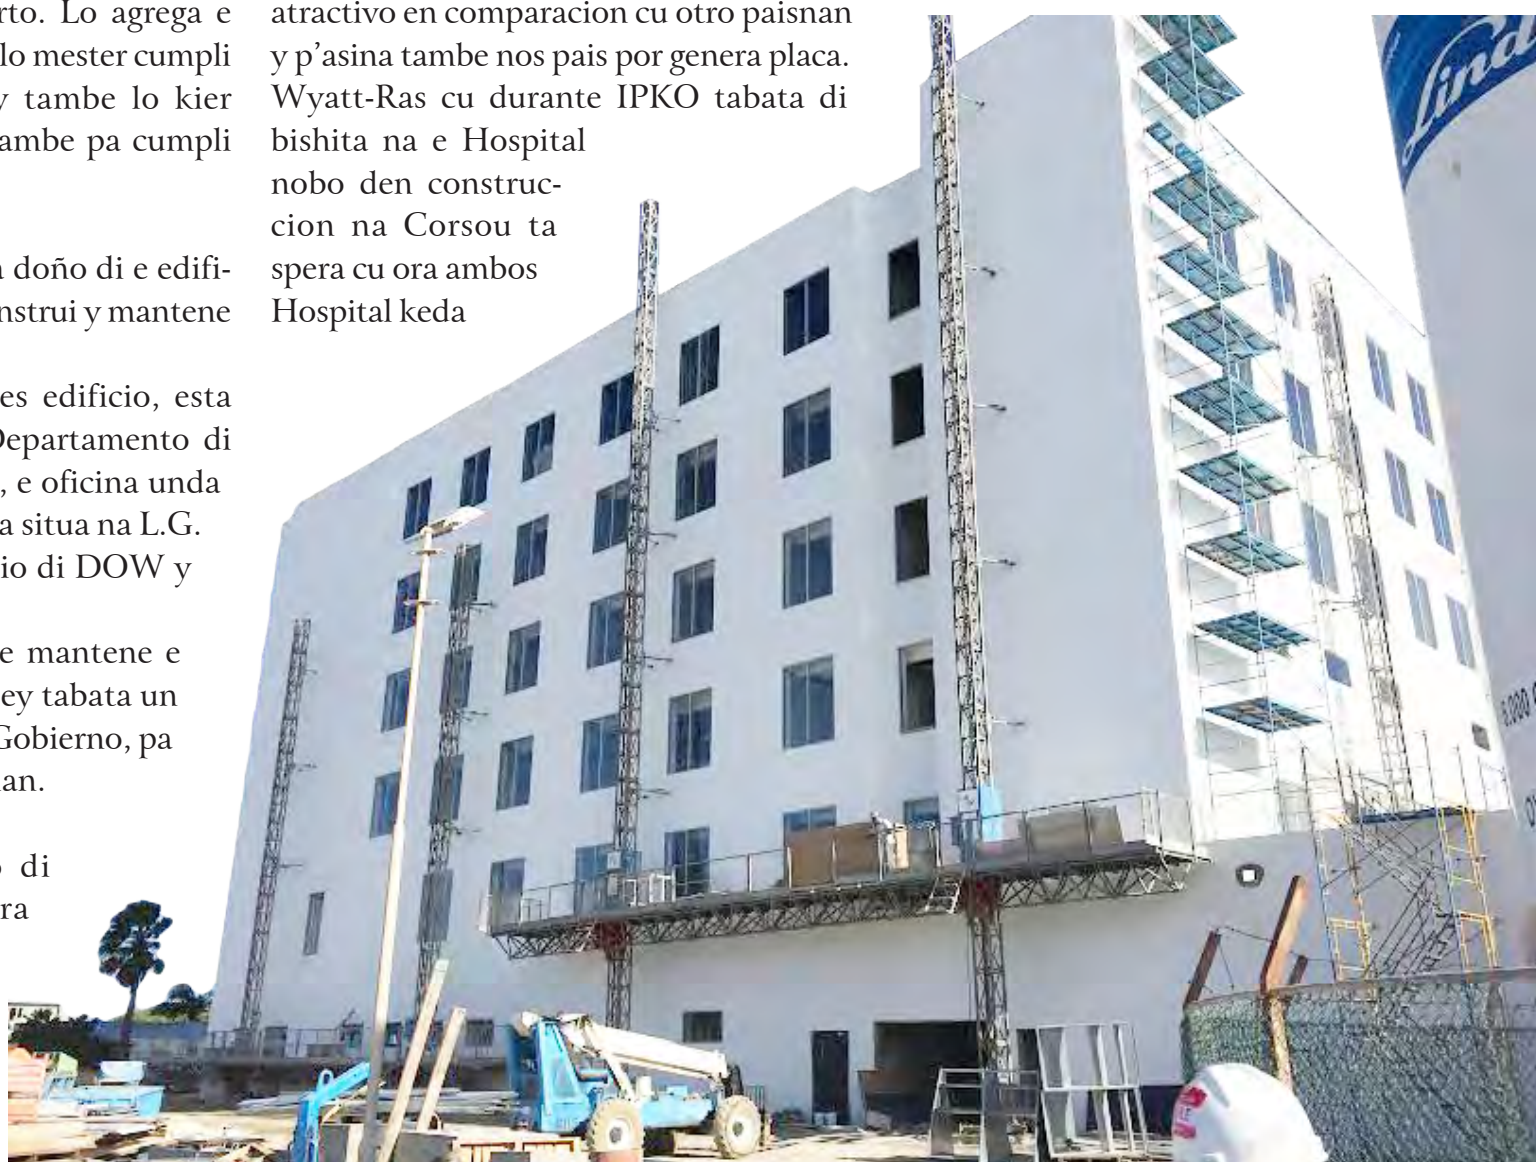 rto. Lo agrega e
lo mester cumpli
y tambe lo kier
ambe pa cumpli
a doño di e edifi-
nstrui y mantene
es edificio, esta
Departamento di
, e oficina unda
a situa na L.G.
io di DOW y
e mantene e
ey tabata un
Gobierno, pa
an.
o di
ra
atractivo en comparacion cu otro paisnan
y p'asina tambe nos pais por genera placa.
Wyatt-Ras cu durante IPKO tabata di
bishita na e Hospital
nobo den construc-
cion na Corsou ta
spera cu ora ambos
Hospital keda
Lind